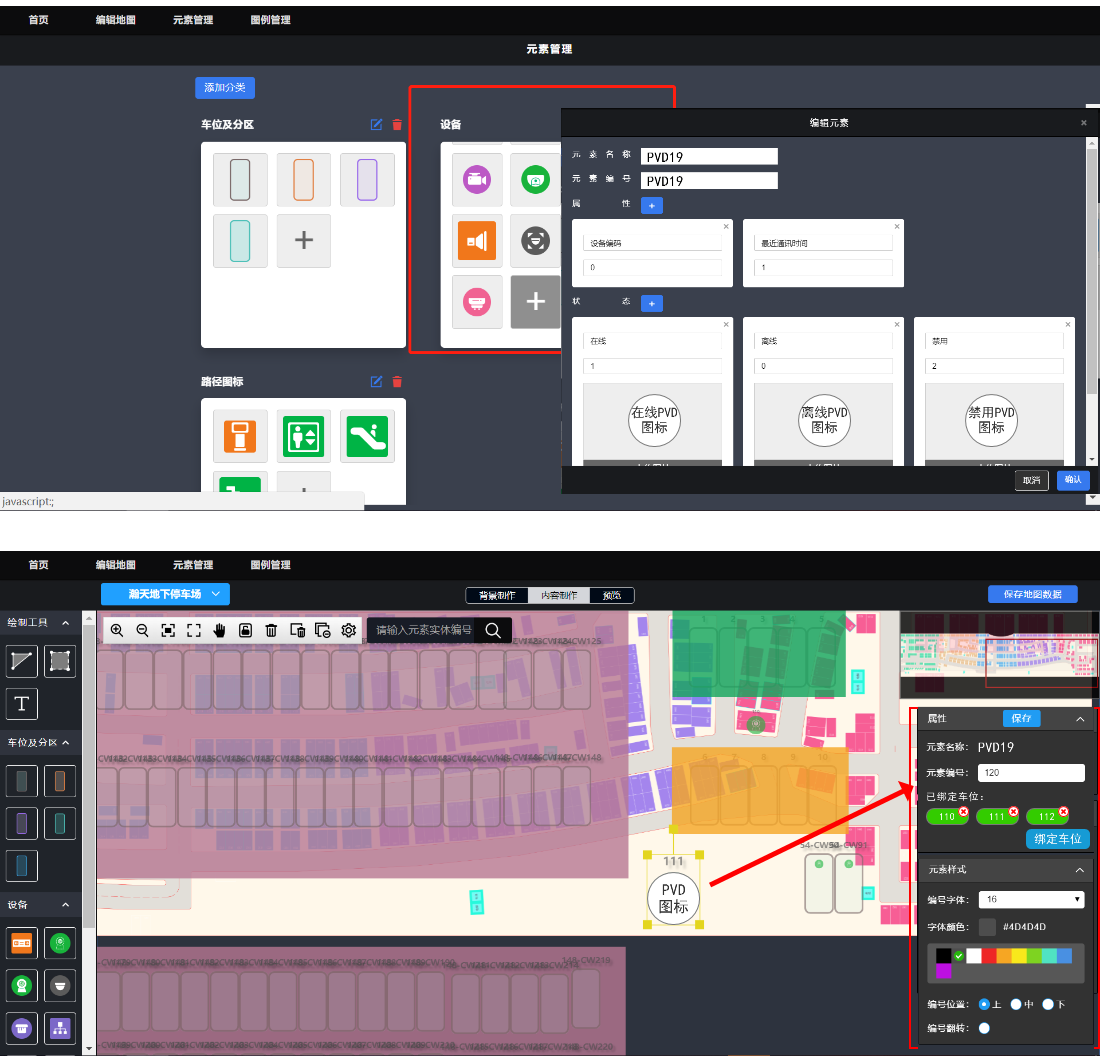 首页 编辑地图 元素管理 图例管理
元素管理
添加分类
车位及分区
设备
编辑元素
元素名称 PVD19
元素编号 PVD19
属性 +
设备编码
最近通讯时间
0
1
状态 +
在线
离线
禁用
1
0
2
在线PVD
图标
离线PVD
图标
禁用PVD
图标
路径图标
取消 确认
javascript:;
首页 编辑地图 元素管理 图例管理
瀚天地下停车场
背景制作 内容制作 预览
保存地图数据
绘制工具
请输入元素实体编号
T
车位及分区
设备
6 7 8 9 10
111
PVD
图标
属性 保存
元素名称: PVD19
元素编号: 120
已绑定车位:
110 111 112
绑定车位
元素样式
编号字体: 16
字体颜色: #4D4D4D
编号位置: 上 中 下
编号翻转: